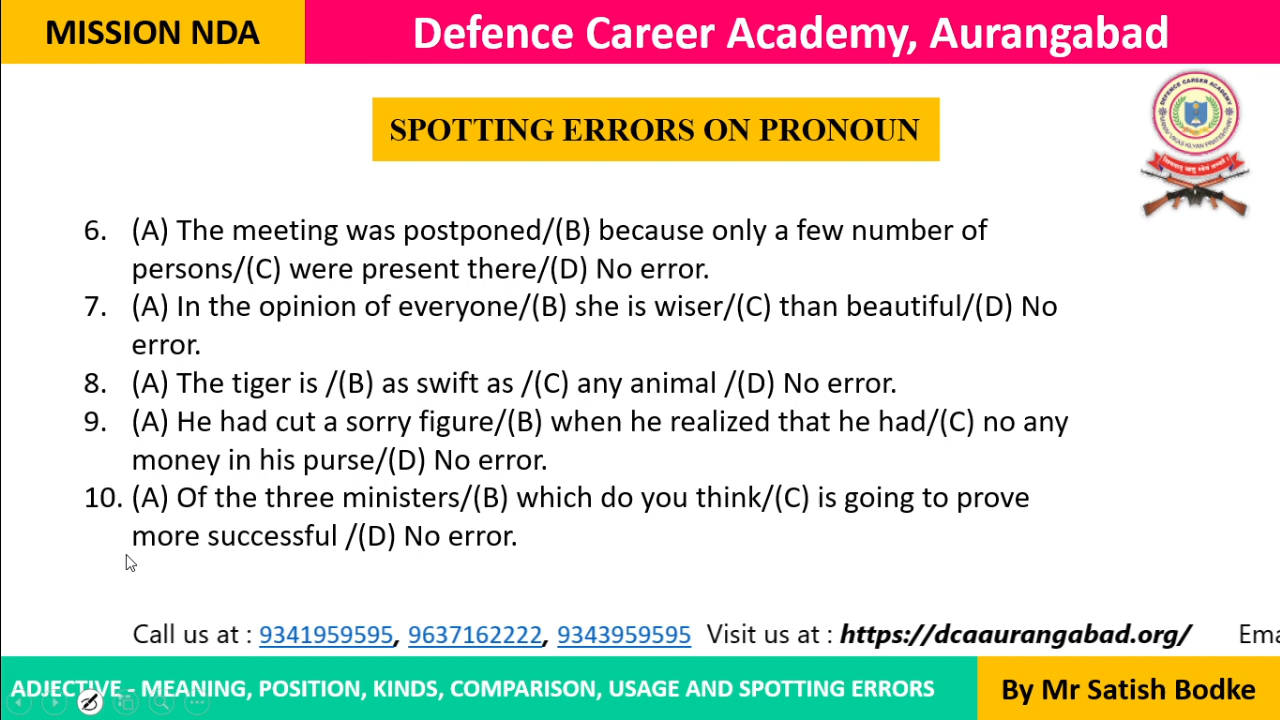 MISSION NDA
Defence Career Academy, Aurangabad
DEFENCE CAREER ACADEMY
SPOTTING ERRORS ON PRONOUN
6. (A) The meeting was postponed/(B) because only a few number of
persons/(C) were present there/(D) No error.
7. (A) In the opinion of everyone/(B) she is wiser/(C) than beautiful/(D) No
error.
8. (A) The tiger is /(B) as swift as /(C) any animal /(D) No error.
9. (A) He had cut a sorry figure/(B) when he realized that he had/(C) no any
money in his purse/(D) No error.
10. (A) Of the three ministers/(B) which do you think/(C) is going to prove
more successful /(D) No error.
Call us at : 9341959595, 9637162222, 9343959595 Visit us at : https://dcaaurangabad.org/ Ema
ADJECTIVE - MEANING, POSITION, KINDS, COMPARISON, USAGE AND SPOTTING ERRORS
By Mr Satish Bodke